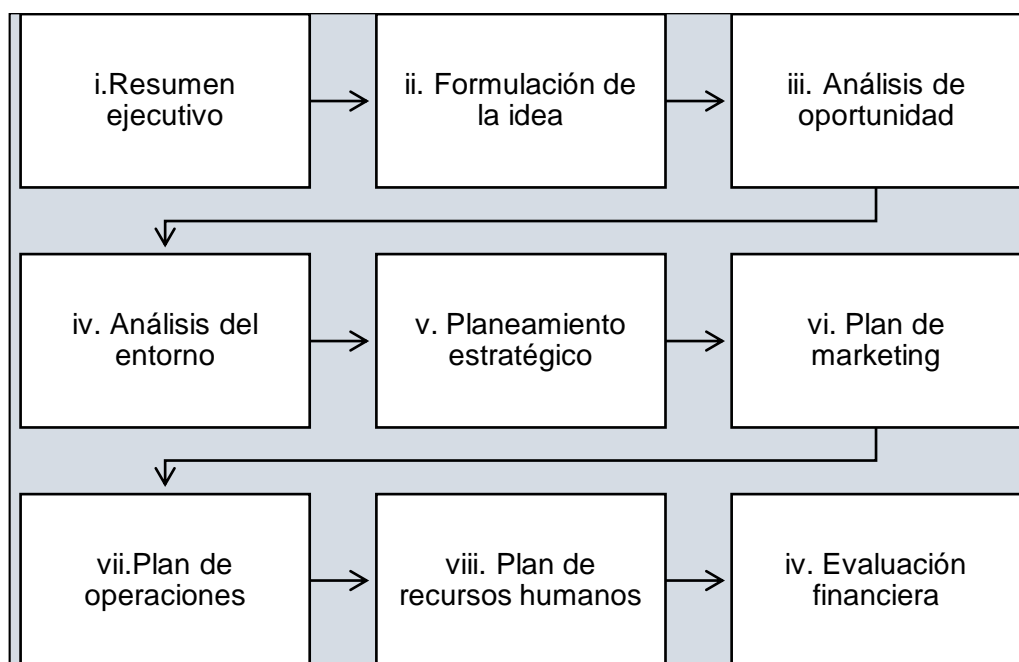 i.Resumen
ejecutivo
ii. Formulación de
la idea
iii. Análisis de
oportunidad
iv. Análisis del
entorno
v. Planeamiento
estratégico
vi. Plan de
marketing
vii.Plan de
operaciones
viii. Plan de
recursos humanos
iv. Evaluación
financiera